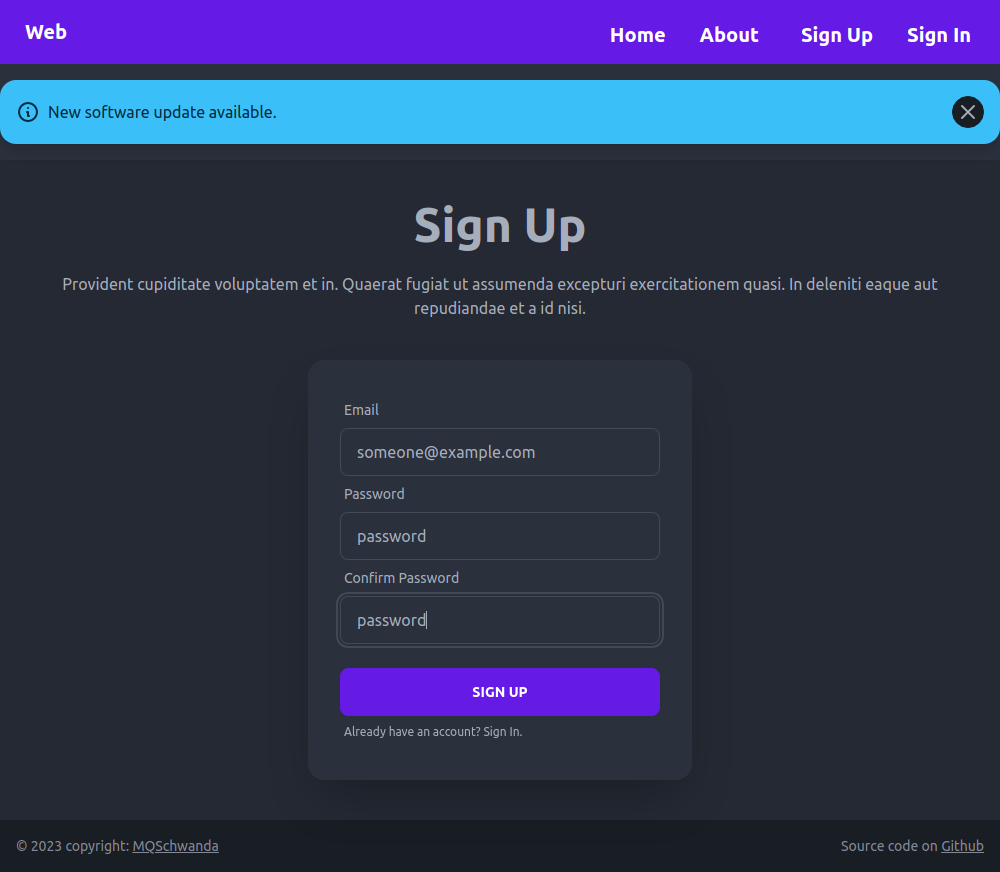 Web
Home About Sign Up Sign In
New software update available.
Sign Up
Provident cupiditate voluptatem et in. Quaerat fugiat ut assumenda excepturi exercitationem quasi. In deleniti eaque aut
repudiandae et a id nisi.
Email
someone@example.com
Password
password
Confirm Password
password
SIGN UP
Already have an account? Sign In.
© 2023 copyright: MQSchwanda
Source code on Github